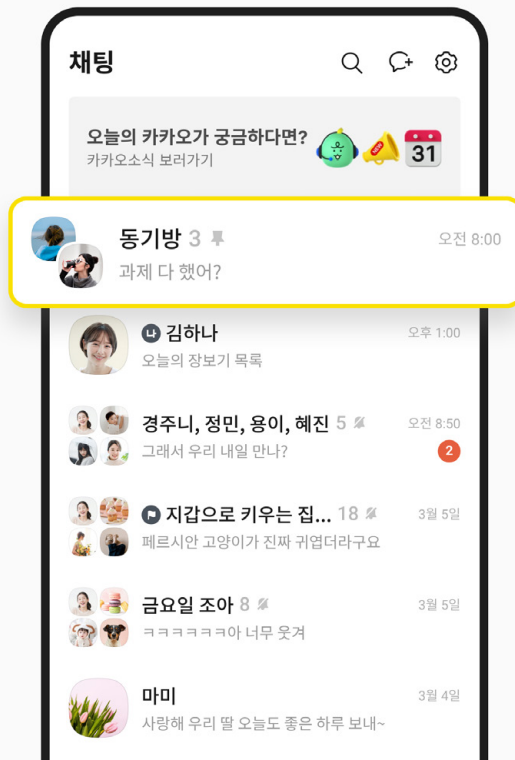 채팅
오늘의 카카오가 궁금하다면?
카카오소식 보러가기
NEW
31
동기방 3 오전 8:00
과제 다 했어?
나 김하나 오후 1:00
오늘의 장보기 목록
경주니, 정민, 용이, 혜진 5 오전 8:50
그래서 우리 내일 만나? 2
지갑으로 키우는 집... 18 3월 5일
페르시안 고양이가 진짜 귀엽더라구요
금요일 조아 8 3월 5일
ㅋㅋㅋㅋㅋㅋ아 너무 웃겨
마미 3월 4일
사랑해 우리 딸 오늘도 좋은 하루 보내~